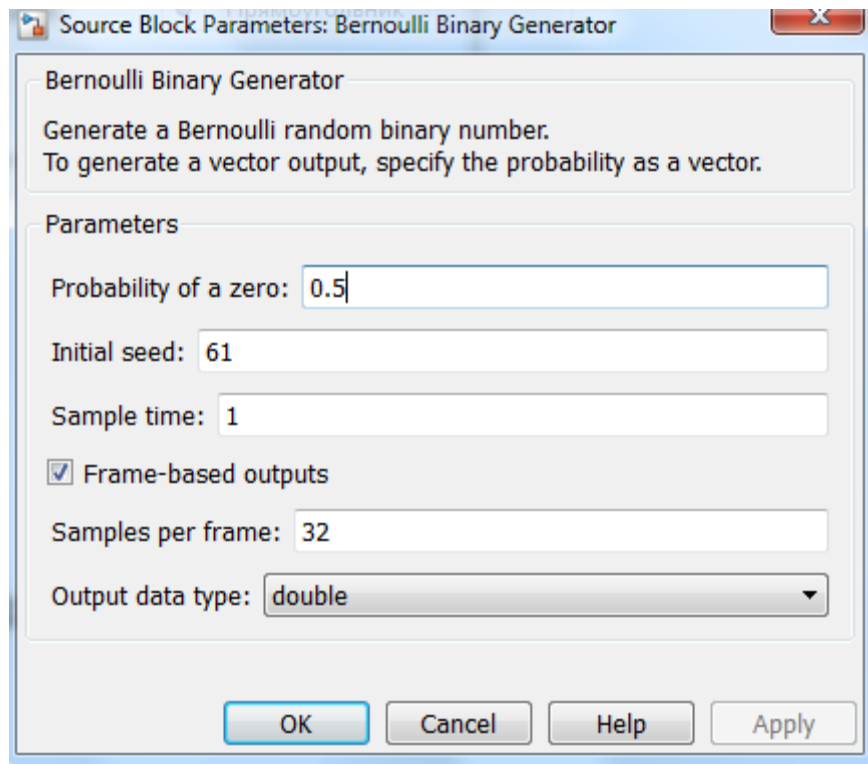 Прямоугольник
Source Block Parameters: Bernoulli Binary Generator
Bernoulli Binary Generator
Generate a Bernoulli random binary number.
To generate a vector output, specify the probability as a vector.
Parameters
Probability of a zero: 0.5
Initial seed: 61
Sample time: 1
Frame-based outputs
Samples per frame: 32
Output data type: double
OK Cancel Help Apply